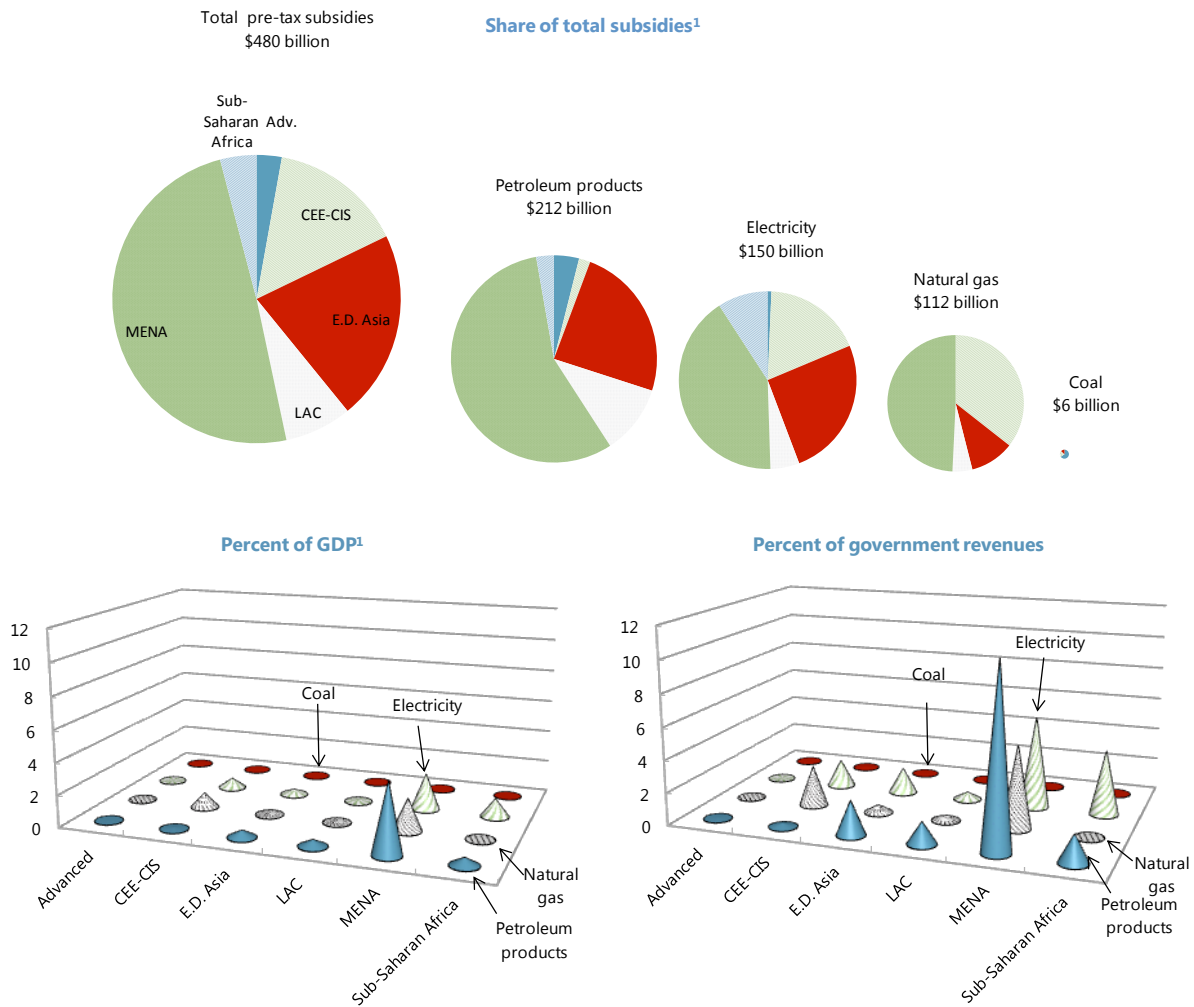 Total pre-tax subsidies
$480 billion
Share of total subsidies¹
Sub-
Saharan Adv.
Africa
CEE-CIS
E.D. Asia
LAC
MENA
Petroleum products
$212 billion
Electricity
$150 billion
Natural gas
$112 billion
Coal
$6 billion
Percent of GDP¹
12
10
8
6
4
2
0
Coal
Electricity
Advanced
CEE-CIS
E.D. Asia
LAC
MENA
Sub-Saharan Africa
Natural
gas
Petroleum
products
Percent of government revenues
12
10
8
6
4
2
0
Coal
Electricity
Advanced
CEE-CIS
E.D. Asia
LAC
MENA
Sub-Saharan Africa
Natural
gas
Petroleum
products